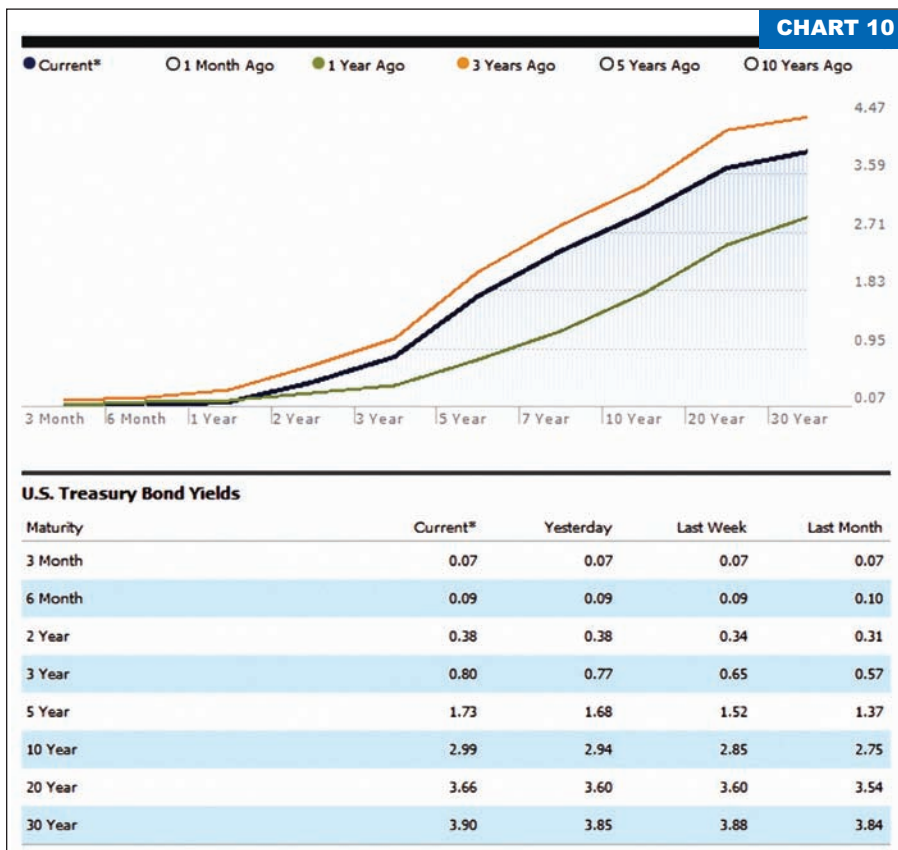 CHART 10
Current* 1 Month Ago 1 Year Ago 3 Years Ago 5 Years Ago 10 Years Ago
4.47
3.59
2.71
1.83
0.95
0.07
3 Month 6 Month 1 Year 2 Year 3 Year 5 Year 7 Year 10 Year 20 Year 30 Year
U.S. Treasury Bond Yields
Maturity Current* Yesterday Last Week Last Month
3 Month 0.07 0.07 0.07 0.07
6 Month 0.09 0.09 0.09 0.10
2 Year 0.38 0.38 0.34 0.31
3 Year 0.80 0.77 0.65 0.57
5 Year 1.73 1.68 1.52 1.37
10 Year 2.99 2.94 2.85 2.75
20 Year 3.66 3.60 3.60 3.54
30 Year 3.90 3.85 3.88 3.84